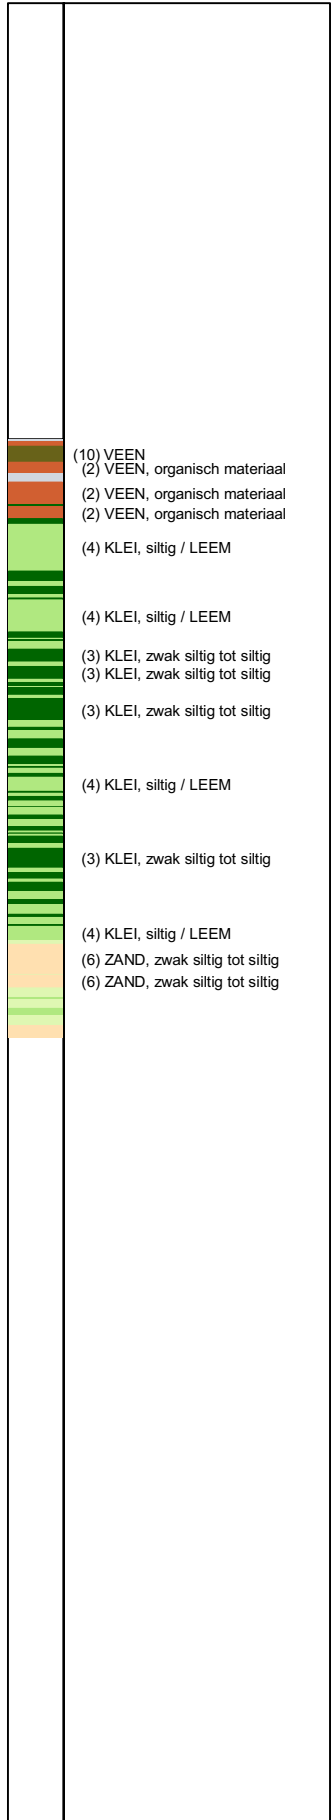 (10) VEEN
(2) VEEN, organisch materiaal
(2) VEEN, organisch materiaal
(2) VEEN, organisch materiaal
(4) KLEI, siltig / LEEM
(4) KLEI, siltig / LEEM
(3) KLEI, zwak siltig tot siltig
(3) KLEI, zwak siltig tot siltig
(3) KLEI, zwak siltig tot siltig
(4) KLEI, siltig / LEEM
(3) KLEI, zwak siltig tot siltig
(4) KLEI, siltig / LEEM
(6) ZAND, zwak siltig tot siltig
(6) ZAND, zwak siltig tot siltig